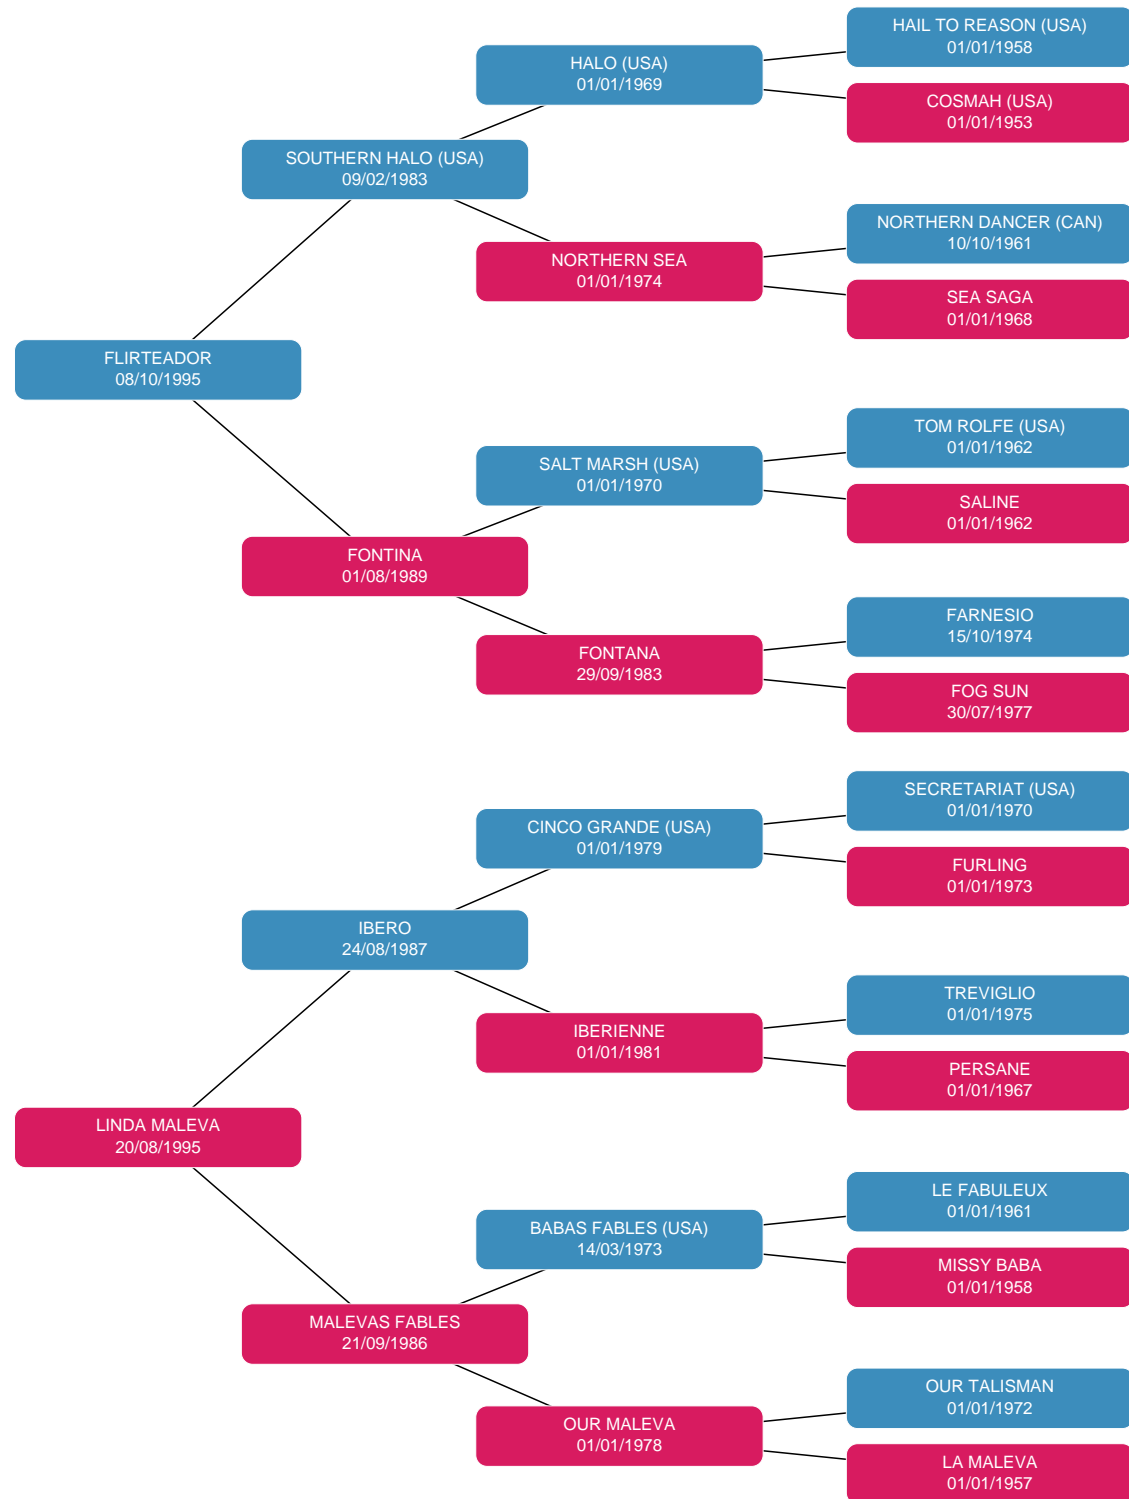 HAIL TO REASON (USA)
01/01/1958
HALO (USA)
01/01/1969
COSMAH (USA)
01/01/1953
SOUTHERN HALO (USA)
09/02/1983
NORTHERN DANCER (CAN)
10/10/1961
NORTHERN SEA
01/01/1974
SEA SAGA
01/01/1968
FLIRTEADOR
08/10/1995
TOM ROLFE (USA)
01/01/1962
SALT MARSH (USA)
01/01/1970
SALINE
01/01/1962
FONTINA
01/08/1989
FARNESIO
15/10/1974
FONTANA
29/09/1983
FOG SUN
30/07/1977
SECRETARIAT (USA)
01/01/1970
CINCO GRANDE (USA)
01/01/1979
FURLING
01/01/1973
IBERO
24/08/1987
TREVIGLIO
01/01/1975
IBERIENNE
01/01/1981
PERSANE
01/01/1967
LINDA MALEVA
20/08/1995
LE FABULEUX
01/01/1961
BABAS FABLES (USA)
14/03/1973
MISSY BABA
01/01/1958
MALEVAS FABLES
21/09/1986
OUR TALISMAN
01/01/1972
OUR MALEVA
01/01/1978
LA MALEVA
01/01/1957